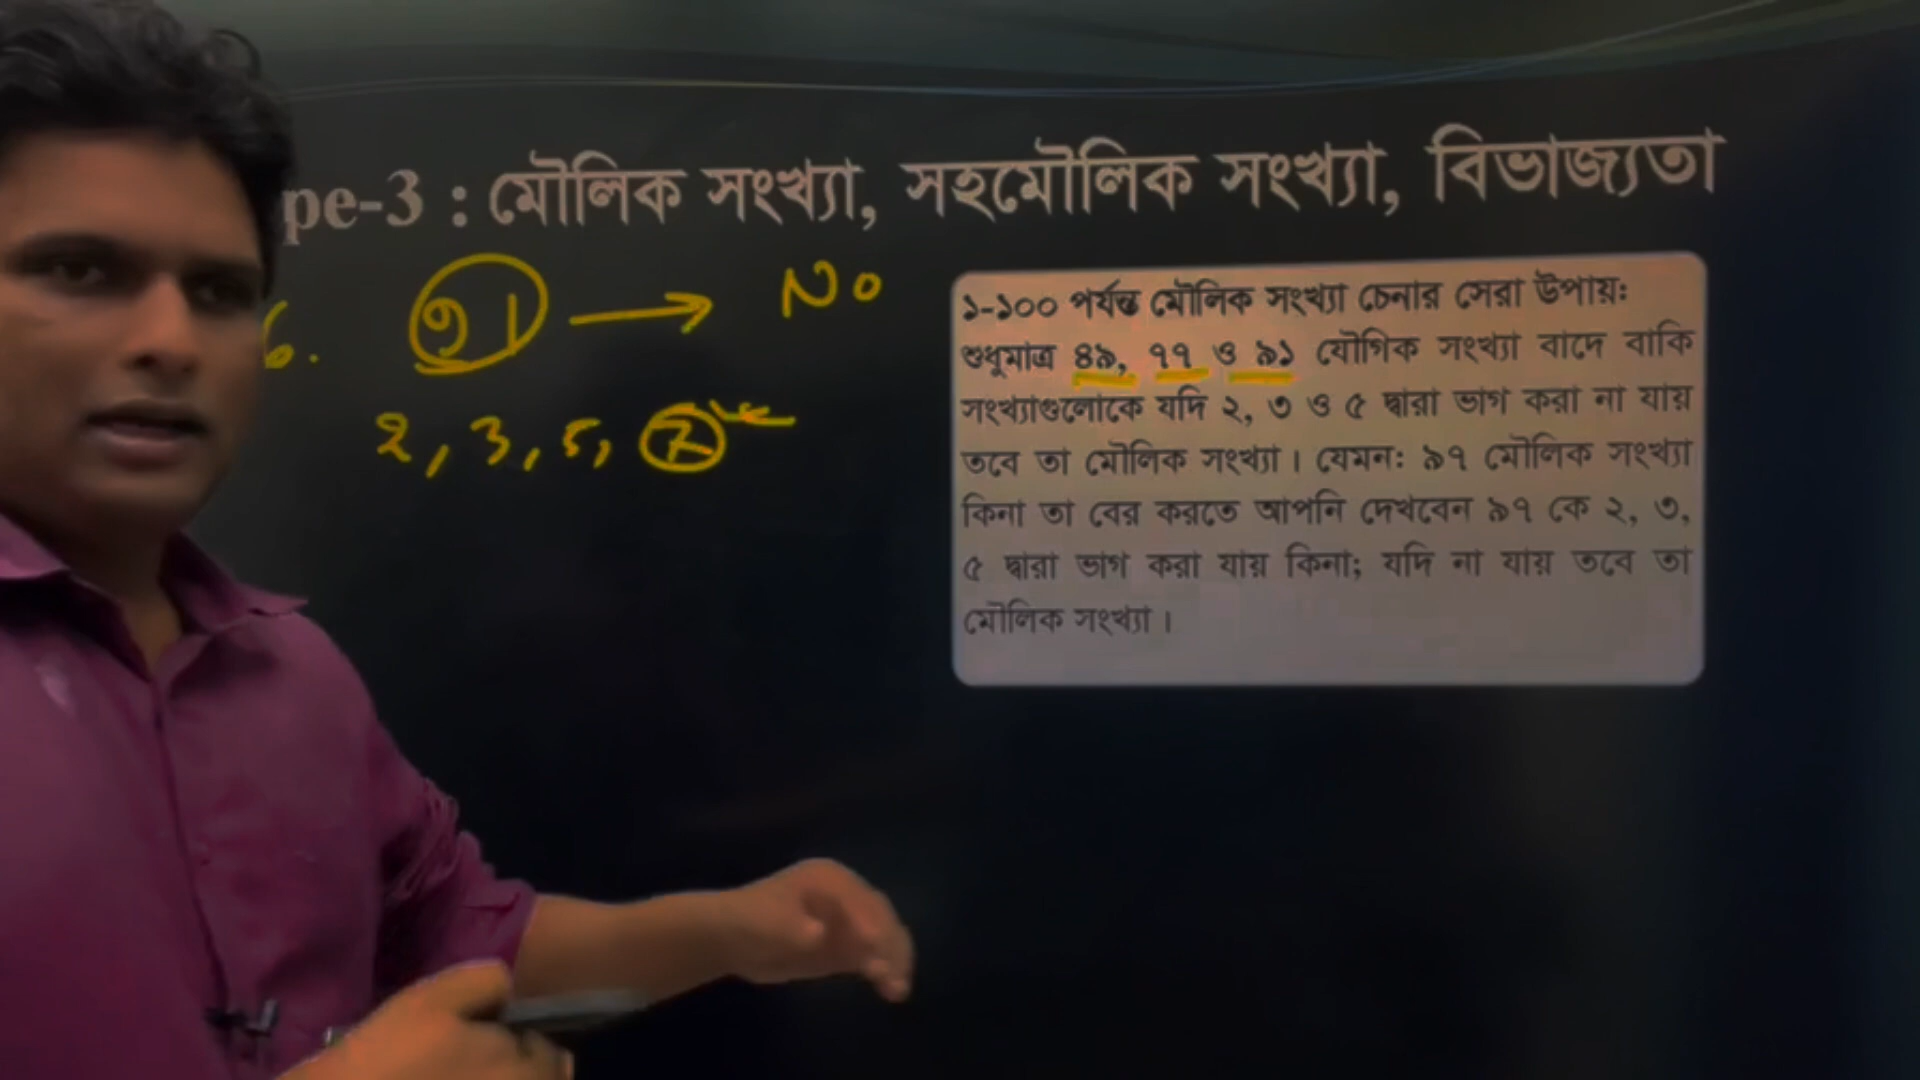 pe-3 : মৌলিক সংখ্যা, সহমৌলিক সংখ্যা, বিভাজ্যতা
6. 91 → No
2, 3, 5, 7
১-১০০ পর্যন্ত মৌলিক সংখ্যা চেনার সেরা উপায়ঃ
শুধুমাত্র ৪৯, ৭৭ ও ৯১ যৌগিক সংখ্যা বাদে বাকি
সংখ্যাগুলোকে যদি ২, ৩ ও ৫ দ্বারা ভাগ করা না যায়
তবে তা মৌলিক সংখ্যা। যেমনঃ ৯৭ মৌলিক সংখ্যা
কিনা তা বের করতে আপনি দেখবেন ৯৭ কে ২, ৩,
৫ দ্বারা ভাগ করা যায় কিনা; যদি না যায় তবে তা
মৌলিক সংখ্যা।